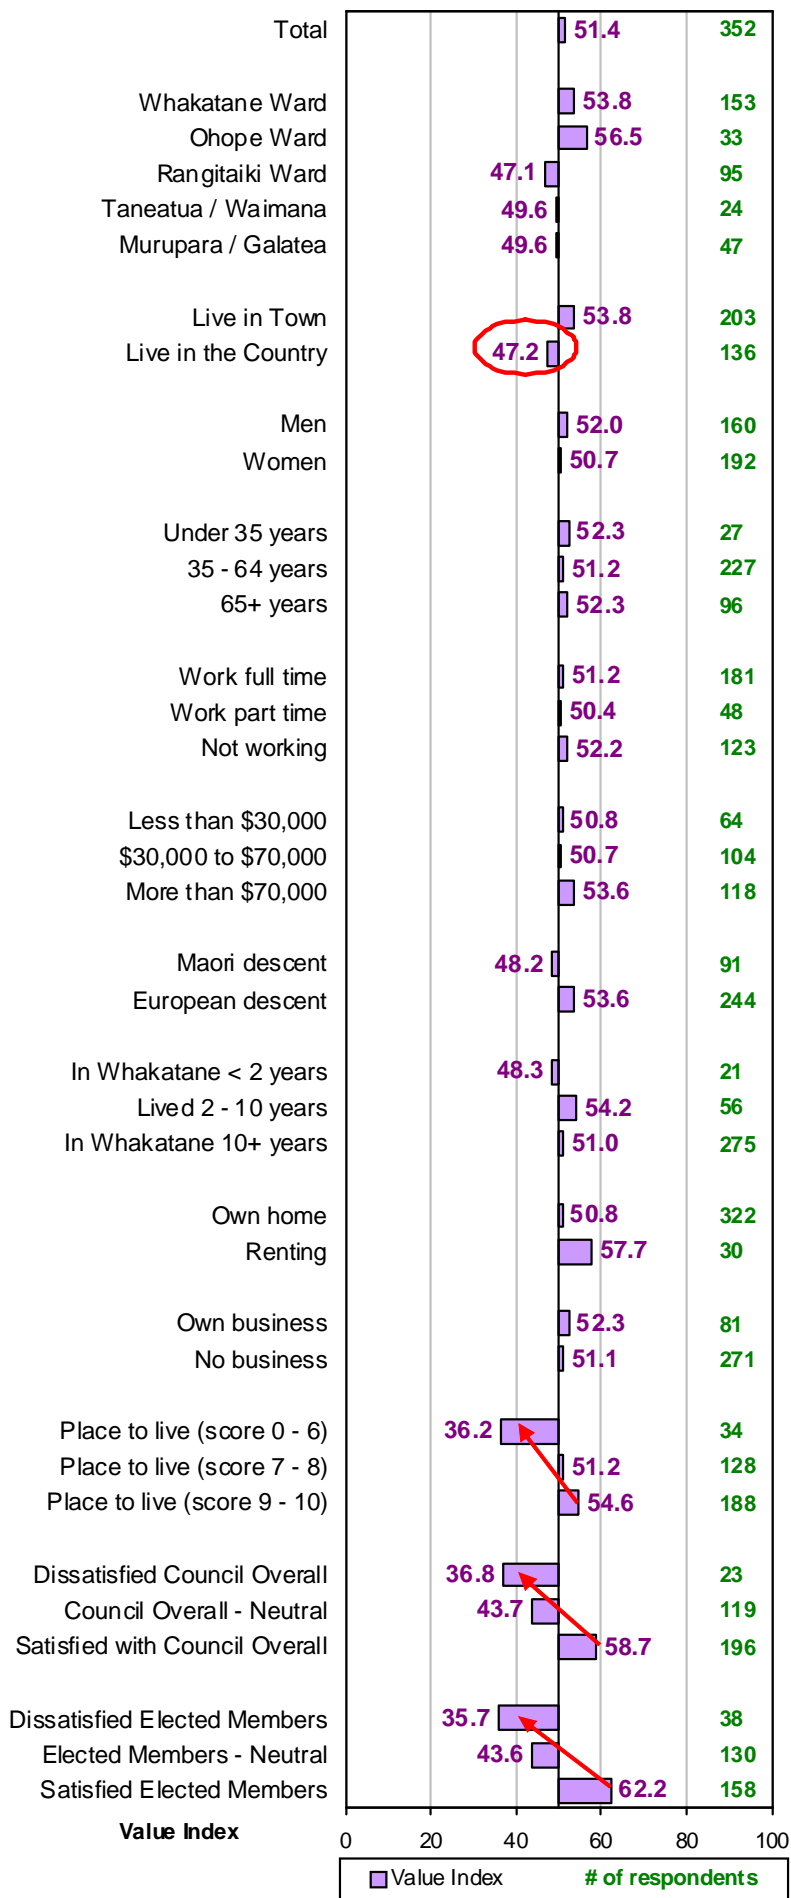 Total 51.4 352
Whakatane Ward 53.8 153
Ohope Ward 56.5 33
Rangitaiki Ward 47.1 95
Taneatua / Waimana 49.6 24
Murupara / Galatea 49.6 47
Live in Town 53.8 203
Live in the Country 47.2 136
Men 52.0 160
Women 50.7 192
Under 35 years 52.3 27
35 - 64 years 51.2 227
65+ years 52.3 96
Work full time 51.2 181
Work part time 50.4 48
Not working 52.2 123
Less than $30,000 50.8 64
$30,000 to $70,000 50.7 104
More than $70,000 53.6 118
Maori descent 48.2 91
European descent 53.6 244
In Whakatane < 2 years 48.3 21
Lived 2 - 10 years 54.2 56
In Whakatane 10+ years 51.0 275
Own home 50.8 322
Renting 57.7 30
Own business 52.3 81
No business 51.1 271
Place to live (score 0 - 6) 36.2 34
Place to live (score 7 - 8) 51.2 128
Place to live (score 9 - 10) 54.6 188
Dissatisfied Council Overall 36.8 23
Council Overall - Neutral 43.7 119
Satisfied with Council Overall 58.7 196
Dissatisfied Elected Members 35.7 38
Elected Members - Neutral 43.6 130
Satisfied Elected Members 62.2 158
Value Index 0 20 40 60 80 100
Value Index # of respondents